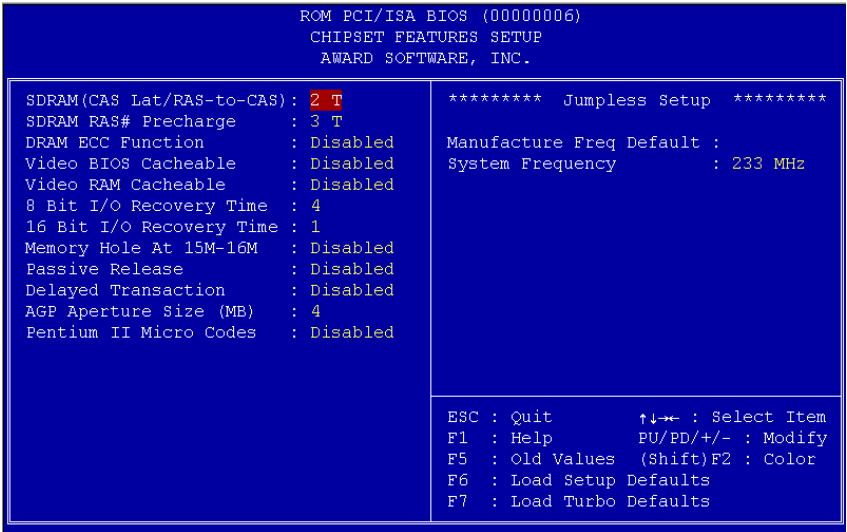 ROM PCI/ISA BIOS (00000006)
CHIPSET FEATURES SETUP
AWARD SOFTWARE, INC.
SDRAM(CAS Lat/RAS-to-CAS): 2 T
SDRAM RAS# Precharge : 3 T
DRAM ECC Function : Disabled
Video BIOS Cacheable : Disabled
Video RAM Cacheable : Disabled
8 Bit I/O Recovery Time : 4
16 Bit I/O Recovery Time : 1
Memory Hole At 15M-16M : Disabled
Passive Release : Disabled
Delayed Transaction : Disabled
AGP Aperture Size (MB) : 4
Pentium II Micro Codes : Disabled
********* Jumpless Setup *********
Manufacture Freq Default :
System Frequency : 233 MHz
ESC : Quit ↑↓→← : Select Item
F1 : Help PU/PD/+/- : Modify
F5 : Old Values (Shift)F2 : Color
F6 : Load Setup Defaults
F7 : Load Turbo Defaults